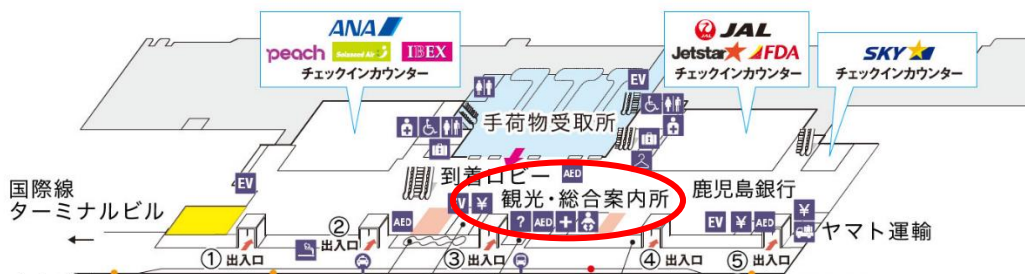 ANA
peach Solaseed Air IBEX
チェックインカウンター
JAL
Jetstar FDA
チェックインカウンター
SKY
チェックインカウンター
EV
EV
手荷物受取所
到着ロビー
AED
EV
国際線
ターミナルビル
観光・総合案内所
鹿児島銀行
EV ¥
AED
? AED
EV ¥ AED
¥
ヤマト運輸
① 出入口
② 出入口
③ 出入口
④ 出入口
⑤ 出入口